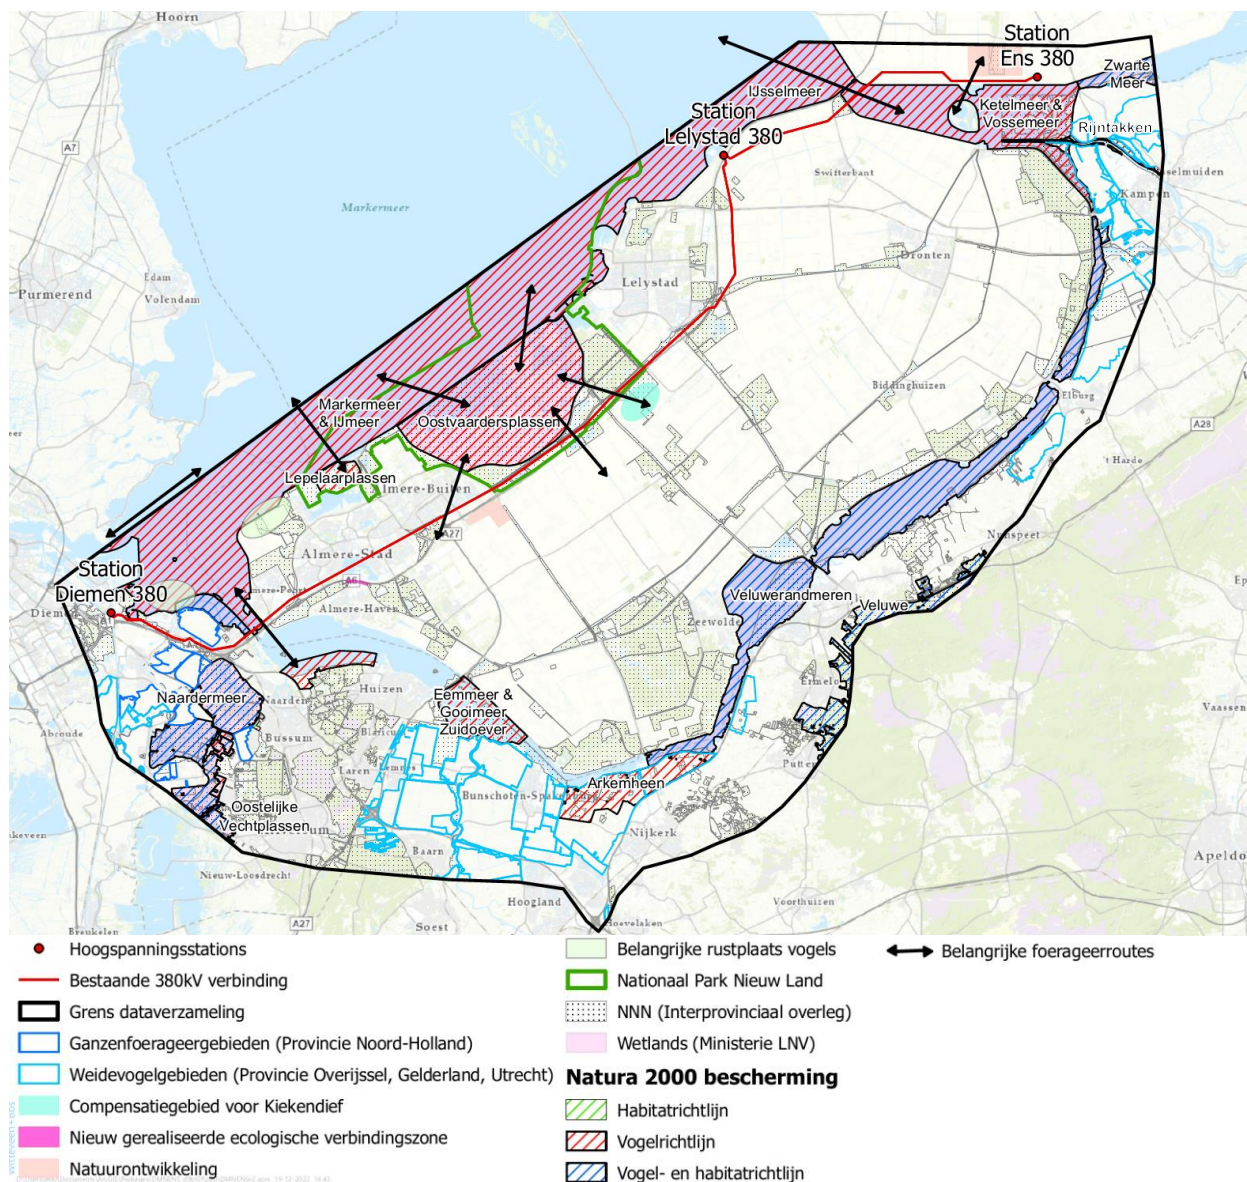 Hoorn
Station
Ens 380
Zwarte
Meer
IJsselmeer
Ketelmeer &
Vossemeer
Station
Lelystad 380
Rijntakken
A7
Swifterbant
Kampen
Markermeer
Edam
Volendam
Purmerend
Lelystad
Dronten
Biddinghuizen
Elburg
Markermeer
& IJmeer
Oostvaardersplassen
A28
't Harde
Lepelaarplassen
Almere-Buiten
A27
Nunspeet
Almere-Stad
Station
Diemen 380
A6
Almere-Haven
Veluwerandmeren
Veluwe
Zeewolde
Ermelo
Huizen
Naarden
Naardermeer
Eemmeer &
Gooimeer
Zuidoever
Abcoude
Bussum
Blaricum
Laren
Vaassen
Putten
Arkemheen
Bunschoten-Spakenburg
Oostelijke
Vechtplassen
Nijkerk
Baarn
Apeldo
Nieuw-Loosdrecht
Hoogland
Voorthuizen
A27
Soest
Hoevelaken
Breukelen
Hoogspanningsstations
Bestaande 380kV verbinding
Grens dataverzameling
Ganzenfoerageergebieden (Provincie Noord-Holland)
Weidevogelgebieden (Provincie Overijssel, Gelderland, Utrecht)
Compensatiegebied voor Kiekendief
Nieuw gerealiseerde ecologische verbindingszone
Natuurontwikkeling
Belangrijke rustplaats vogels
Nationaal Park Nieuw Land
NNN (Interprovinciaal overleg)
Wetlands (Ministerie LNV)
Natura 2000 bescherming
Habitatrichtlijn
Vogelrichtlijn
Vogel- en habitatrichtlijn
Belangrijke foerageerroutes